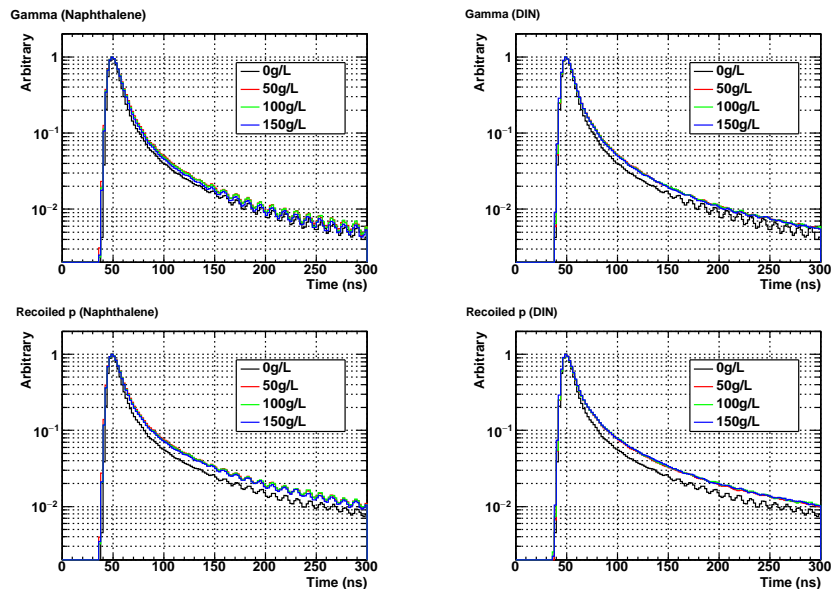 Gamma (Naphthalene)
Arbitrary
1
10⁻¹
10⁻²
0g/L
50g/L
100g/L
150g/L
0 50 100 150 200 250 300
Time (ns)
Gamma (DIN)
Arbitrary
1
10⁻¹
10⁻²
0g/L
50g/L
100g/L
150g/L
0 50 100 150 200 250 300
Time (ns)
Recoiled p (Naphthalene)
Arbitrary
1
10⁻¹
10⁻²
0g/L
50g/L
100g/L
150g/L
0 50 100 150 200 250 300
Time (ns)
Recoiled p (DIN)
Arbitrary
1
10⁻¹
10⁻²
0g/L
50g/L
100g/L
150g/L
0 50 100 150 200 250 300
Time (ns)